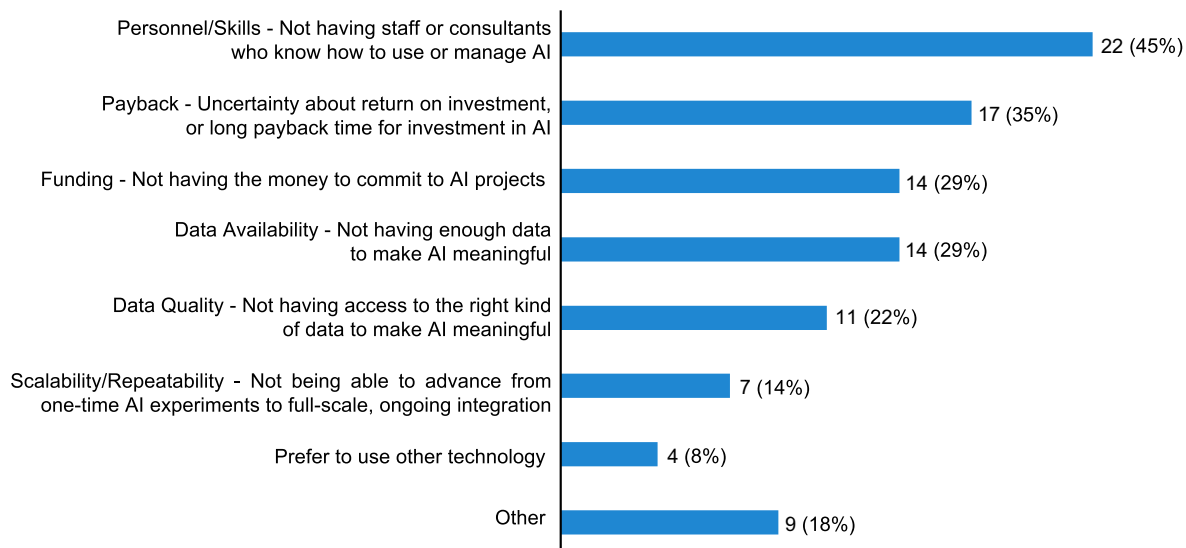 Personnel/Skills - Not having staff or consultants
who know how to use or manage AI
22 (45%)
Payback - Uncertainty about return on investment,
or long payback time for investment in AI
17 (35%)
Funding - Not having the money to commit to AI projects
14 (29%)
Data Availability - Not having enough data
to make AI meaningful
14 (29%)
Data Quality - Not having access to the right kind
of data to make AI meaningful
11 (22%)
Scalability/Repeatability - Not being able to advance from
one-time AI experiments to full-scale, ongoing integration
7 (14%)
Prefer to use other technology
4 (8%)
Other
9 (18%)